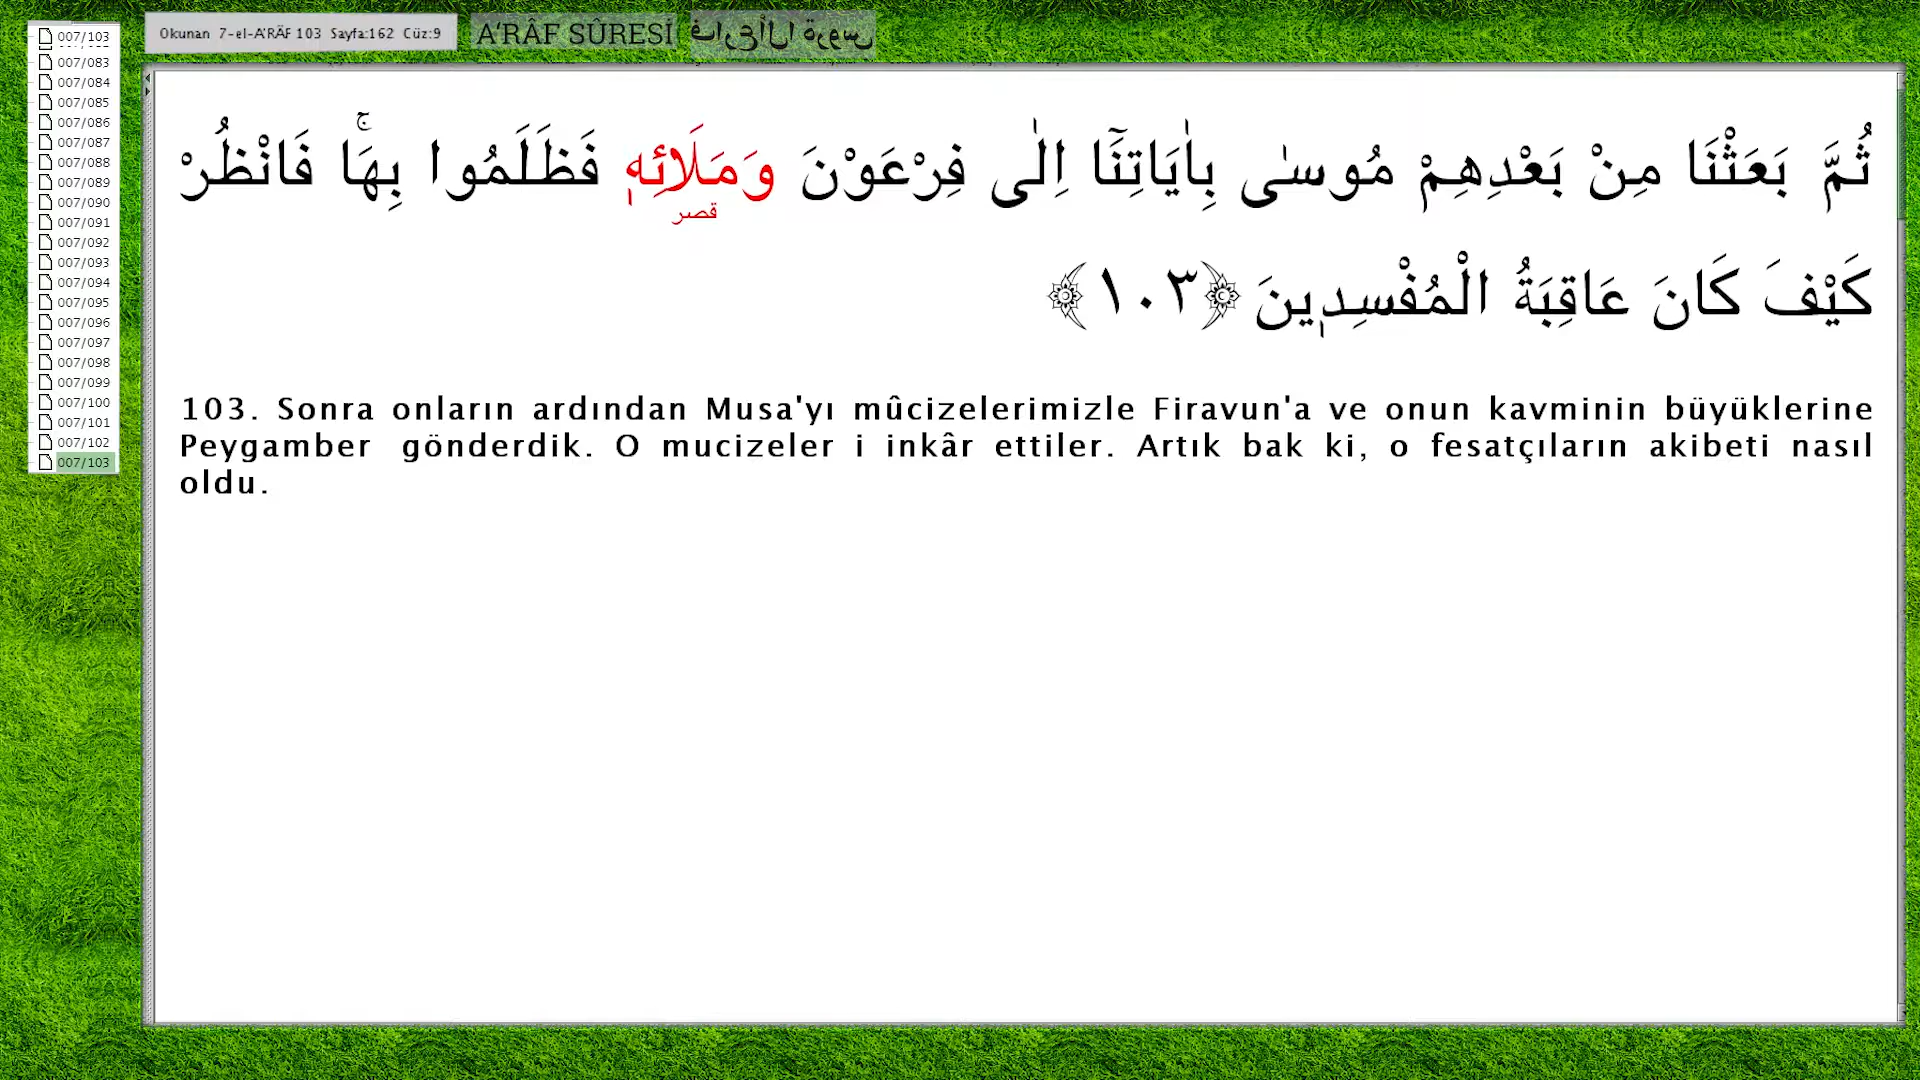 007/103
007/083
007/084
007/085
007/086
007/087
007/088
007/089
007/090
007/091
007/092
007/093
007/094
007/095
007/096
007/097
007/098
007/099
007/100
007/101
007/102
007/103
Okunan 7-el-A'RÂF 103 Sayfa:162 Cüz:9
A'RÂF SÛRESİ
سورة الأعراف
ثُمَّ بَعَثْنَا مِنْ بَعْدِهِمْ مُوسٰى بِاٰيَاتِنَٓا اِلٰى فِرْعَوْنَ وَمَلَا۬ئِه۪ فَظَلَمُوا بِهَاۚ فَانْظُرْ
قصر
كَيْفَ كَانَ عَاقِبَةُ الْمُفْسِد۪ينَ ﴿١٠٣﴾
103. Sonra onların ardından Musa'yı mûcizelerimizle Firavun'a ve onun kavminin büyüklerine
Peygamber gönderdik. O mucizeler i inkâr ettiler. Artık bak ki, o fesatçıların akibeti nasıl
oldu.